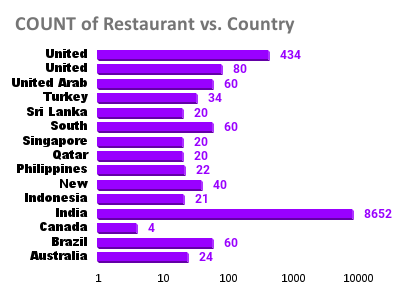 COUNT of Restaurant vs. Country
United 434
United 80
United Arab 60
Turkey 34
Sri Lanka 20
South 60
Singapore 20
Qatar 20
Philippines 22
New 40
Indonesia 21
India 8652
Canada 4
Brazil 60
Australia 24
1 10 100 1000 10000